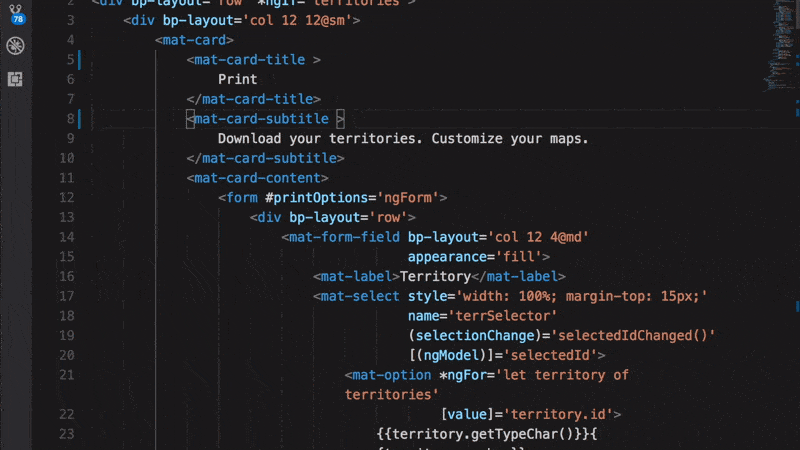 78
2 <div bp-layout='row' *ngIf='territories'>
3 <div bp-layout='col 12 12@sm'>
4 <mat-card>
5 <mat-card-title >
6 Print
7 </mat-card-title>
8 <mat-card-subtitle >
9 Download your territories. Customize your maps.
10 </mat-card-subtitle>
11 <mat-card-content>
12 <form #printOptions='ngForm'>
13 <div bp-layout='row'>
14 <mat-form-field bp-layout='col 12 4@md'
15 appearance='fill'>
16 <mat-label>Territory</mat-label>
17 <mat-select style='width: 100%; margin-top: 15px;'
18 name='terrSelector'
19 (selectionChange)='selectedIdChanged()'
20 [(ngModel)]='selectedId'>
21 <mat-option *ngFor='let territory of
territories'
22 [value]='territory.id'>
23 {{territory.getTypeChar()}}{